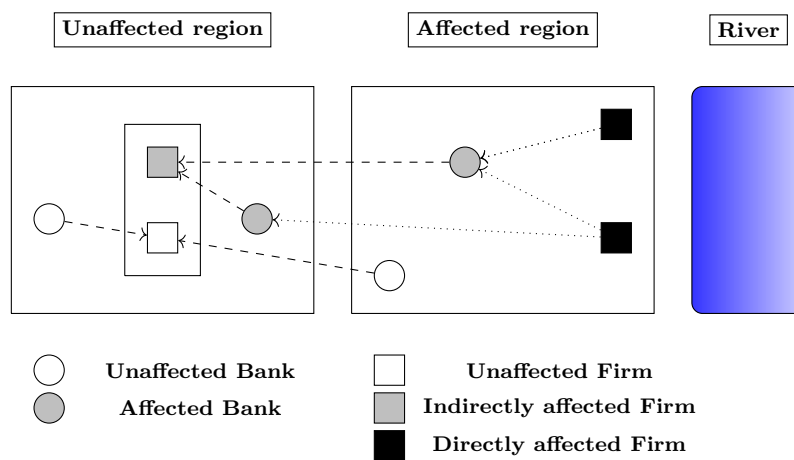 Unaffected region
Affected region
River
Unaffected Bank
Unaffected Firm
Affected Bank
Indirectly affected Firm
Directly affected Firm